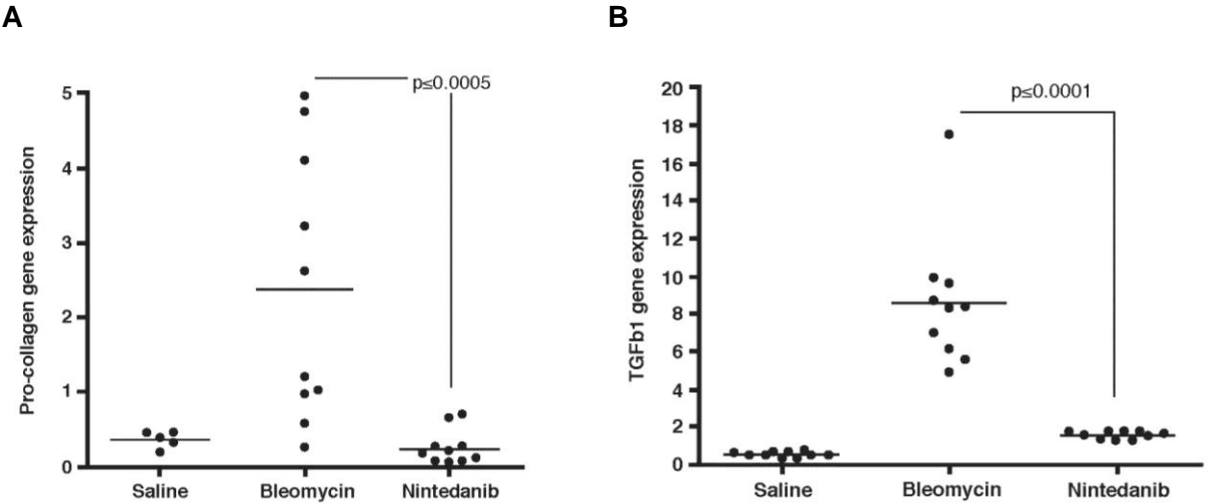 A
Pro-collagen gene expression
5
4
3
2
1
0
p≤0.0005
Saline
Bleomycin
Nintedanib
B
TGFb1 gene expression
20
18
16
14
12
10
8
6
4
2
0
p≤0.0001
Saline
Bleomycin
Nintedanib